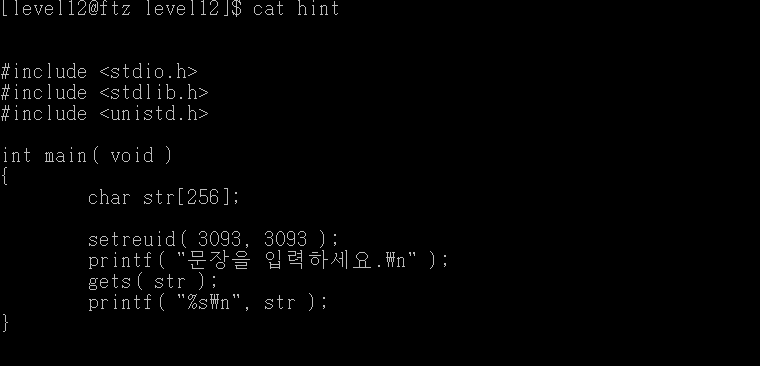 [level12@ftz level12]$ cat hint
#include <stdio.h>
#include <stdlib.h>
#include <unistd.h>
int main( void )
{
char str[256];
setreuid( 3093, 3093 );
printf( "문장을 입력하세요.₩n" );
gets( str );
printf( "%s₩n", str );
}